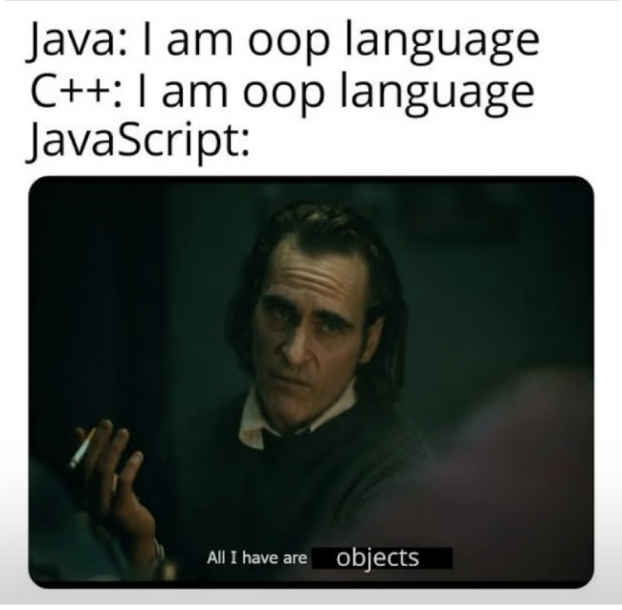 Java: I am oop language
C++: I am oop language
JavaScript:
All I have are objects